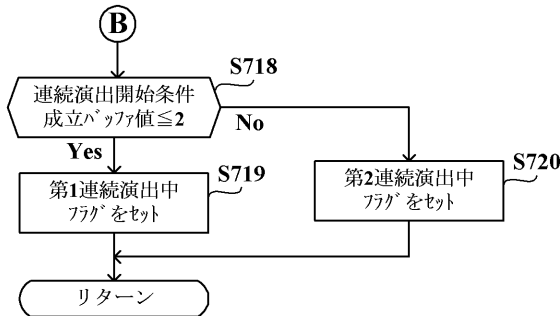 B
S718
連続演出開始条件
成立ﾊﾞｯﾌｧ値≦2
No
Yes
S719
第1連続演出中
ﾌﾗｸﾞをｾｯﾄ
S720
第2連続演出中
ﾌﾗｸﾞをｾｯﾄ
リターン